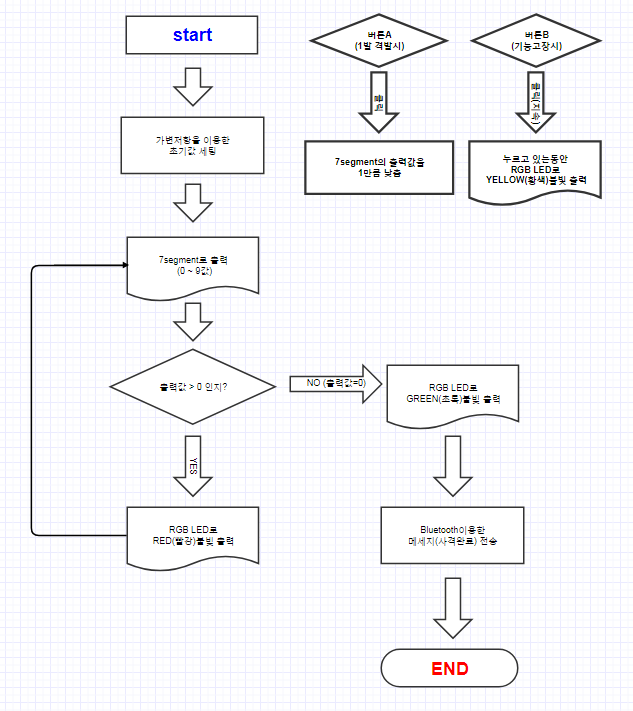 start
가변저항을 이용한
초기값 세팅
7segment로 출력
(0 ~ 9값)
출력값 > 0 인지?
YES
RGB LED로
RED(빨강)불빛 출력
NO (출력값=0)
RGB LED로
GREEN(초록)불빛 출력
Bluetooth이용한
메세지(사격완료) 전송
END
버튼A
(1발 격발시)
클릭
7segment의 출력값을
1만큼 낮춤
버튼B
(기능고장시)
클릭(지속)
누르고 있는동안
RGB LED로
YELLOW(황색)불빛 출력